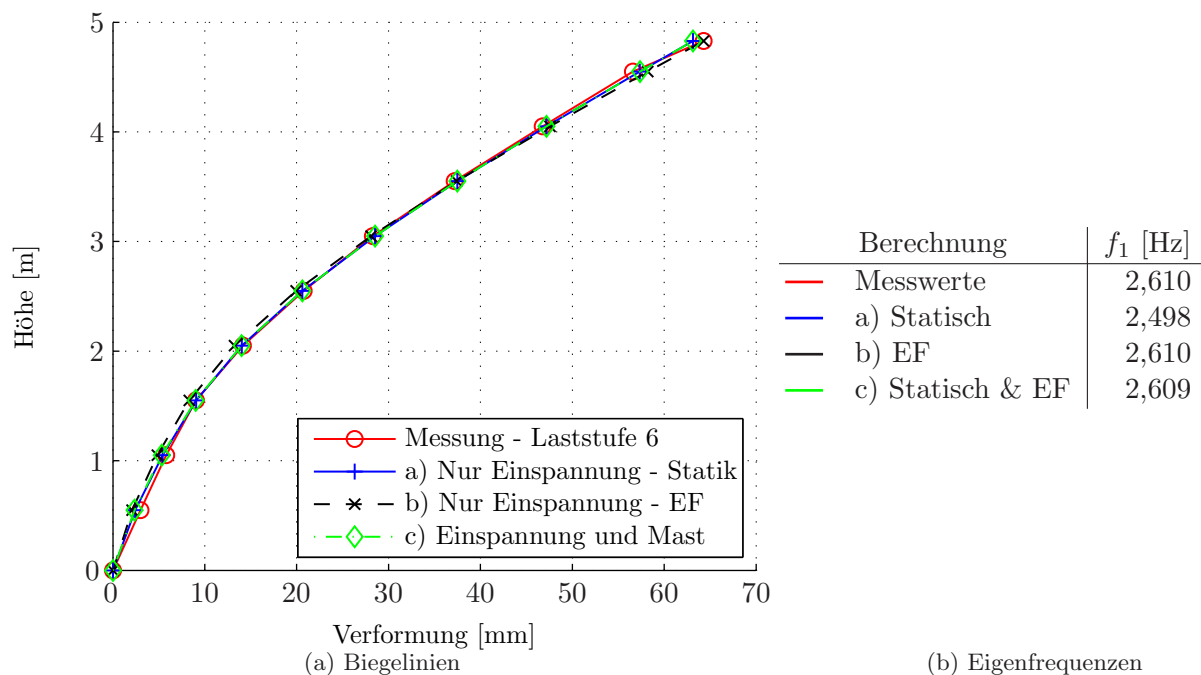 5
4
3
2
1
0
Höhe [m]
0 10 20 30 40 50 60 70
Verformung [mm]
Messung - Laststufe 6
a) Nur Einspannung - Statik
b) Nur Einspannung - EF
c) Einspannung und Mast
(a) Biegelinien
Berechnung f1 [Hz]
Messwerte 2,610
a) Statisch 2,498
b) EF 2,610
c) Statisch & EF 2,609
(b) Eigenfrequenzen